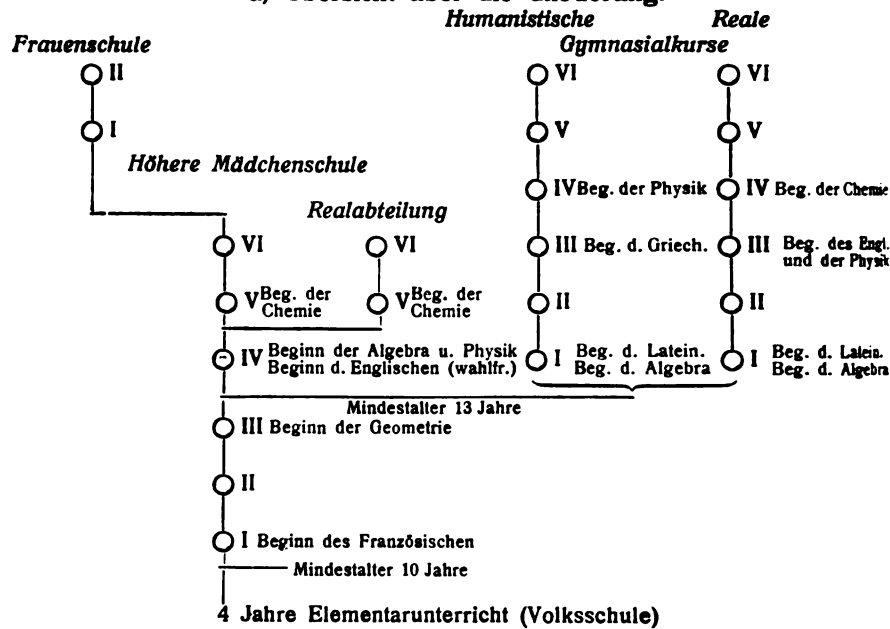 Humanistische Reale
Frauenschule Gymnasialkurse
II VI VI
I V V
Höhere Mädchenschule
IV Beg. der Physik IV Beg. der Chemie
Realabteilung
VI VI III Beg. d. Griech. III Beg. des Engl.
und der Physik
V Beg. der V Beg. der II II
Chemie Chemie
IV Beginn der Algebra u. Physik I Beg. d. Latein. I Beg. d. Latein.
Beginn d. Englischen (wahlfr.) Beg. d. Algebra Beg. d. Algebra
Mindestalter 13 Jahre
III Beginn der Geometrie
II
I Beginn des Französischen
Mindestalter 10 Jahre
4 Jahre Elementarunterricht (Volksschule)